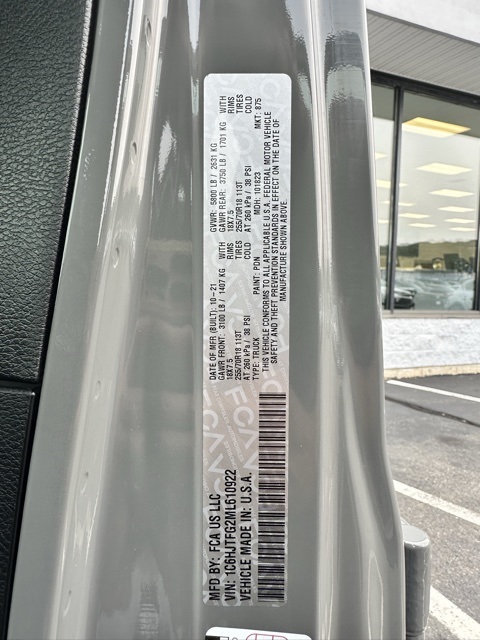 MFD BY: FCA US LLC
VIN: 1C6HJTFG2ML610922
VEHICLE MADE IN: U.S.A.
DATE OF MFR (BUILT): 10-21 GVWR: 5800 LB / 2631 KG
GAWR FRONT: 3100 LB / 1407 KG WITH GAWR REAR: 3750 LB / 1701 KG WITH
18X7.5 RIMS 18X7.5 RIMS
255/70R18 113T TIRES 255/70R18 113T TIRES
AT 260 kPa / 38 PSI COLD AT 260 kPa / 38 PSI COLD
TYPE: TRUCK PAINT: PDN MDH: 101823 MKT: 875
THIS VEHICLE CONFORMS TO ALL APPLICABLE U.S.A. FEDERAL MOTOR VEHICLE
SAFETY AND THEFT PREVENTION STANDARDS IN EFFECT ON THE DATE OF
MANUFACTURE SHOWN ABOVE.